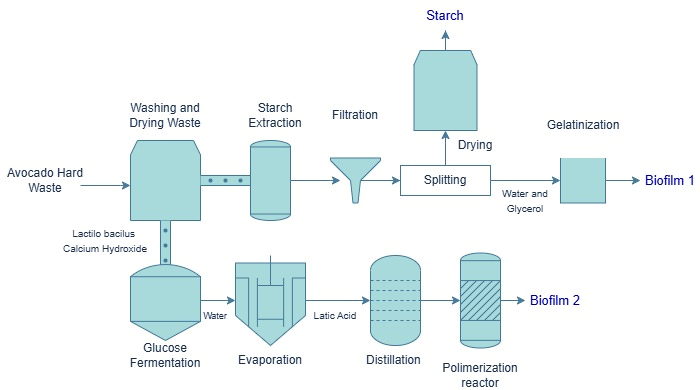 Starch
Washing and
Drying Waste
Starch
Extraction
Filtration
Drying
Gelatinization
Avocado Hard
Waste
Splitting
Water and
Glycerol
Biofilm 1
Lactilo bacilus
Calcium Hydroxide
Water
Latic Acid
Biofilm 2
Glucose
Fermentation
Evaporation
Distillation
Polimerization
reactor